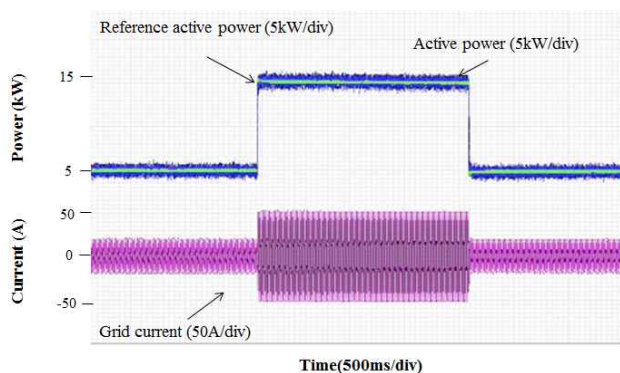 Reference active power (5kW/div)
Active power (5kW/div)
Power (kW)
15
5
Current (A)
50
0
-50
Grid current (50A/div)
Time(500ms/div)